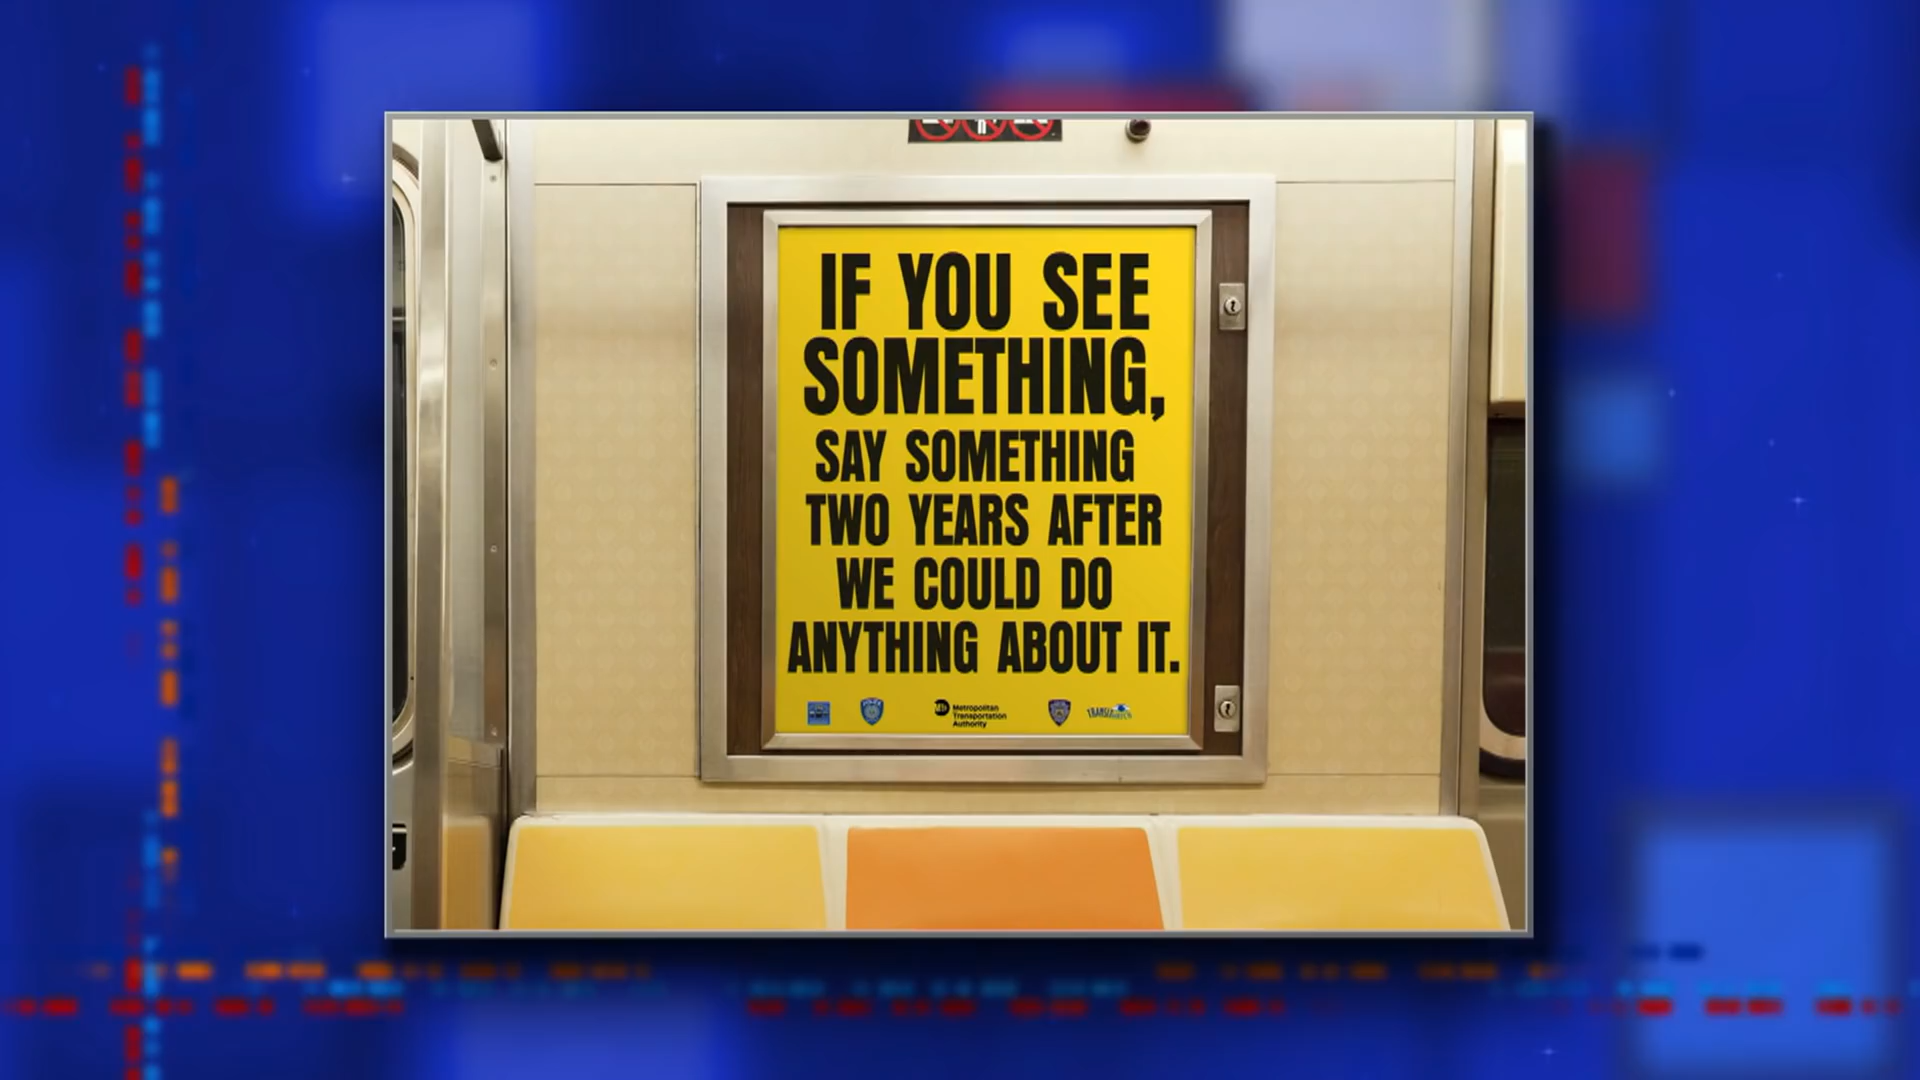 IF YOU SEE
SOMETHING,
SAY SOMETHING
TWO YEARS AFTER
WE COULD DO
ANYTHING ABOUT IT.
Metropolitan
Transportation
Authority